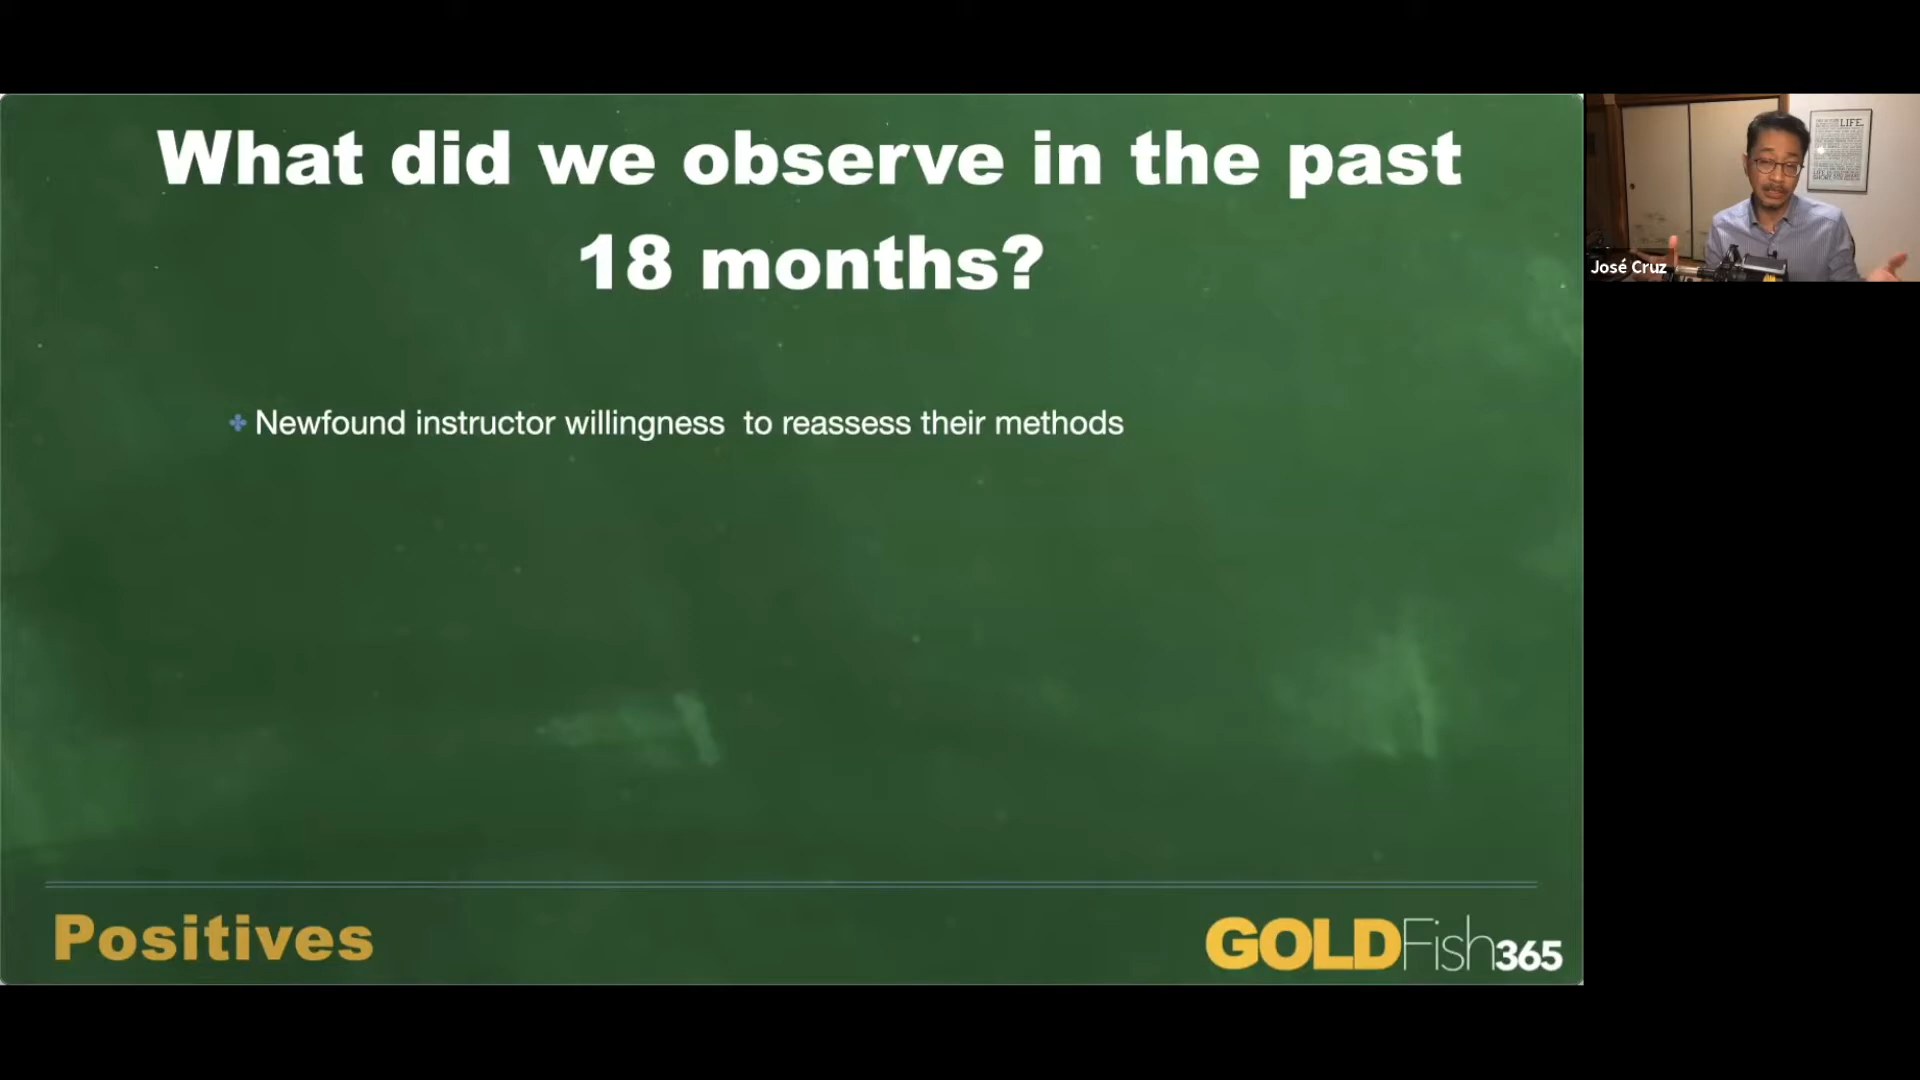 What did we observe in the past
18 months?
Newfound instructor willingness to reassess their methods
Positives
GOLDFish365
José Cruz
LIFE.